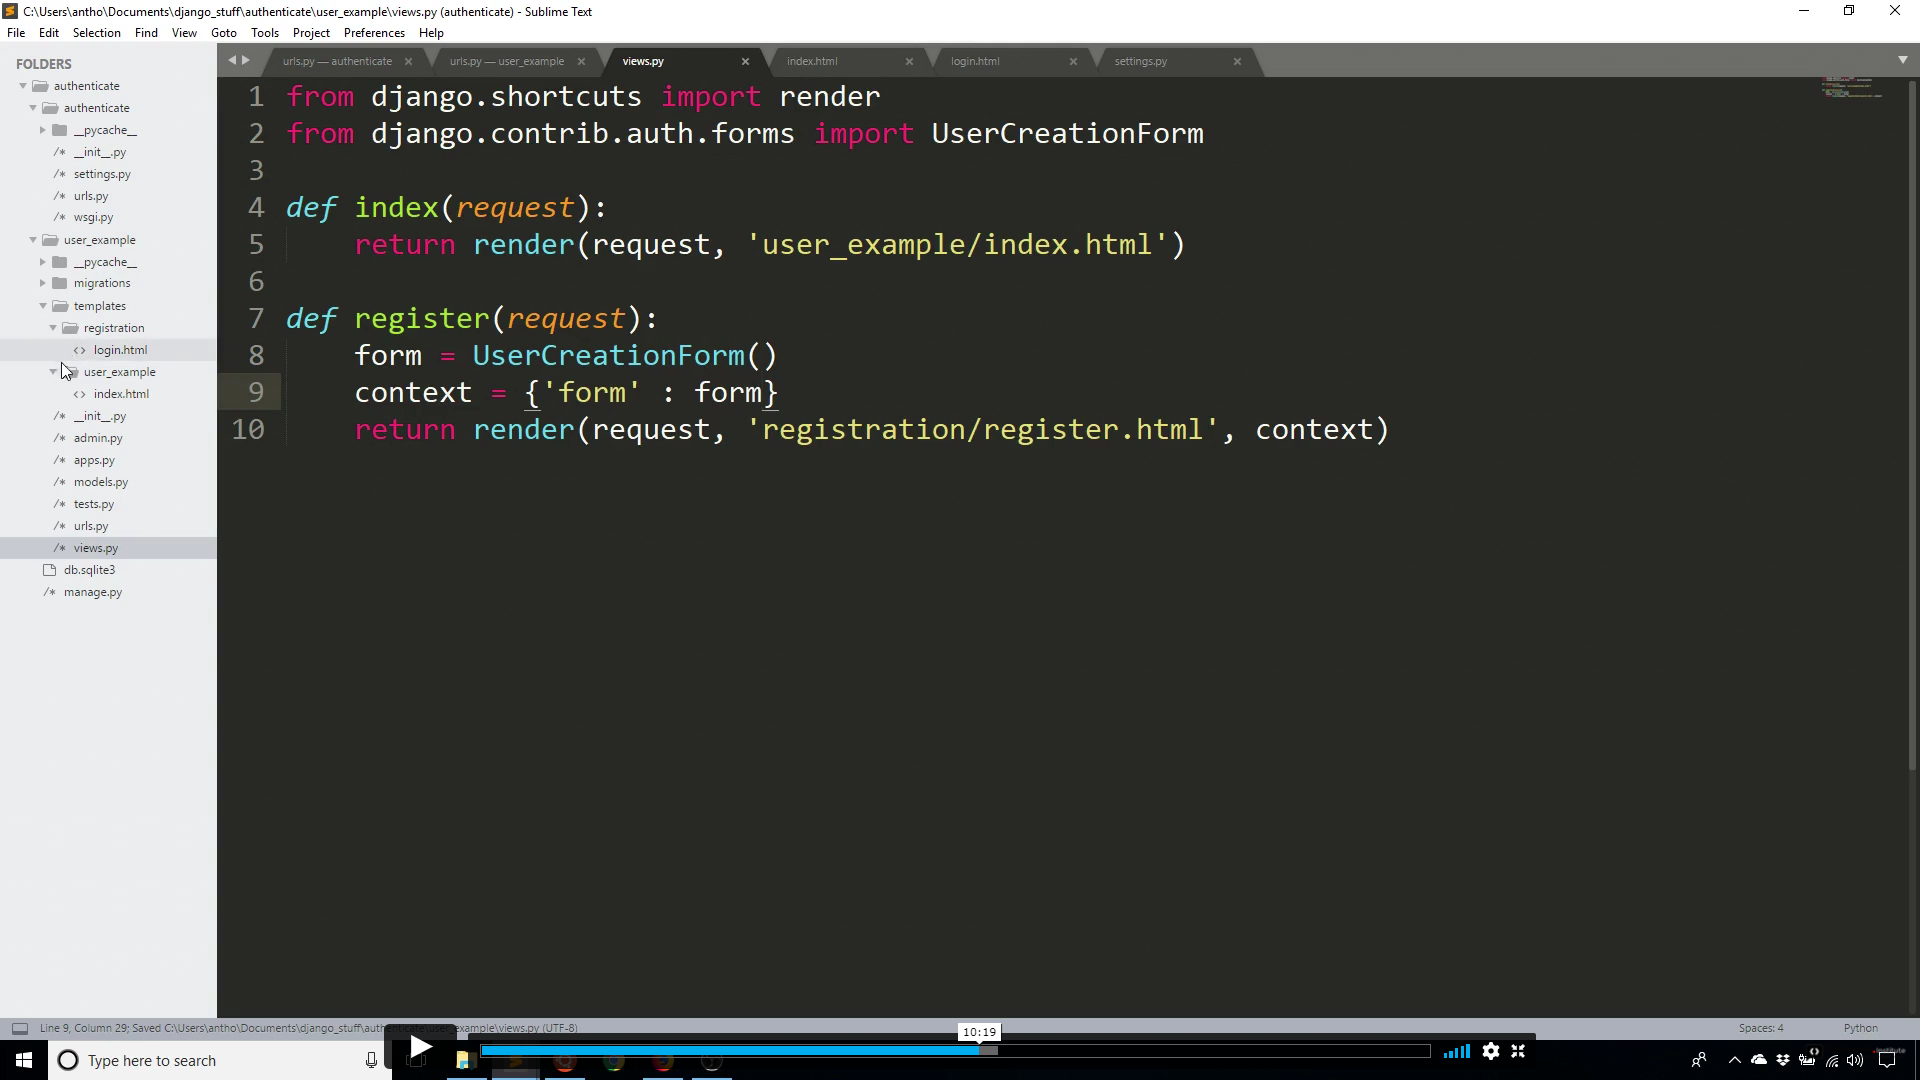 C:\Users\antho\Documents\django_stuff\authenticate\user_example\views.py (authenticate) - Sublime Text
File Edit Selection Find View Goto Tools Project Preferences Help
FOLDERS
authenticate
authenticate
__pycache__
/* __init__.py
/* settings.py
/* urls.py
/* wsgi.py
user_example
__pycache__
migrations
templates
registration
<> login.html
user_example
<> index.html
/* __init__.py
/* admin.py
/* apps.py
/* models.py
/* tests.py
/* urls.py
/* views.py
db.sqlite3
/* manage.py
urls.py — authenticate × urls.py — user_example × views.py × index.html × login.html × settings.py ×
1 from django.shortcuts import render
2 from django.contrib.auth.forms import UserCreationForm
3
4 def index(request):
5 return render(request, 'user_example/index.html')
6
7 def register(request):
8 form = UserCreationForm()
9 context = {'form' : form}
10 return render(request, 'registration/register.html', context)
Line 9, Column 29; Saved C:\Users\antho\Documents\django_stuff\authenticate\user_example\views.py (UTF-8)
Spaces: 4 Python
10:19
Type here to search